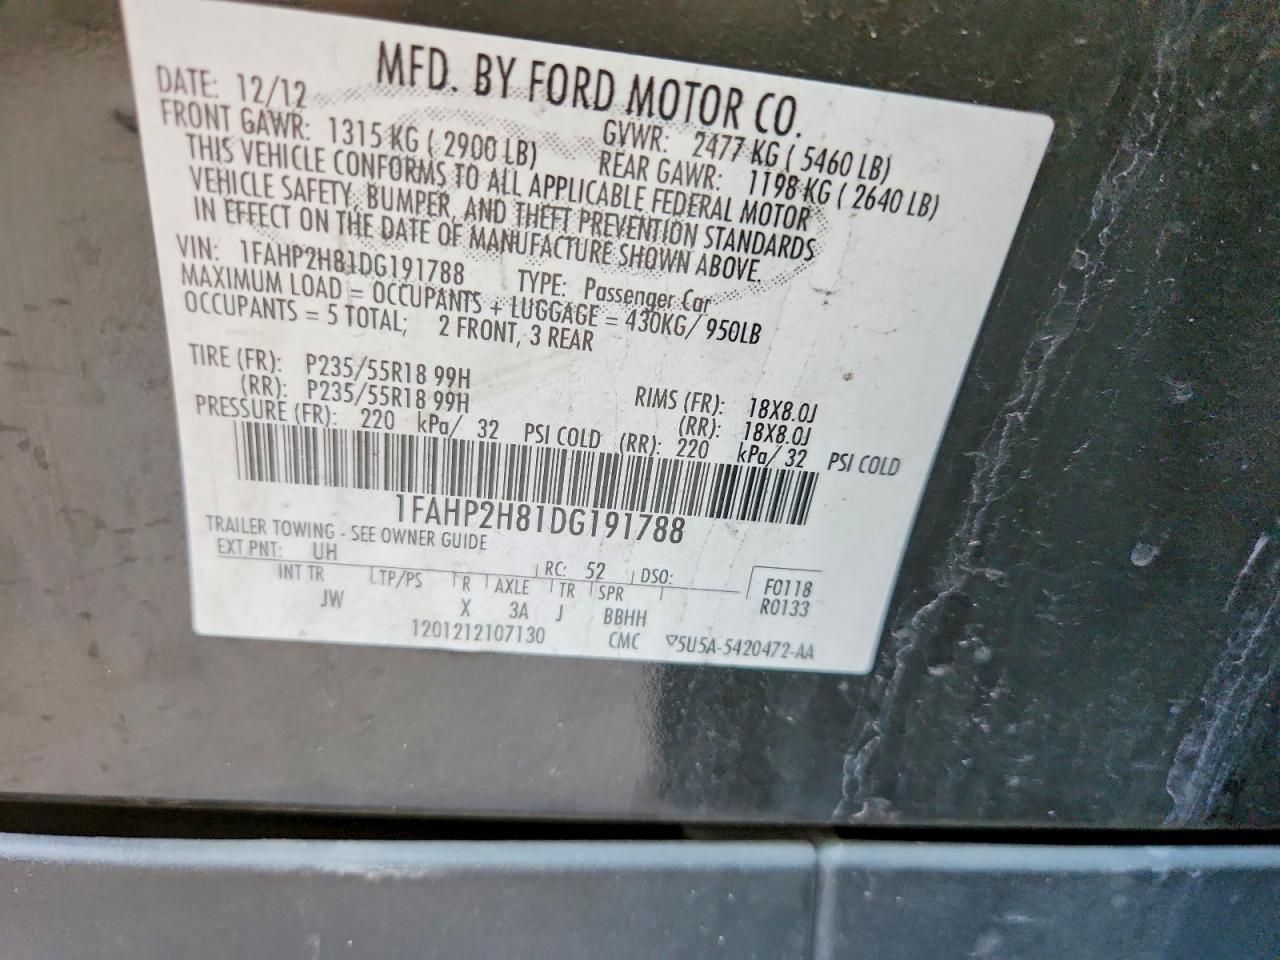 MFD. BY FORD MOTOR CO.
DATE: 12/12 GVWR: 2477 KG ( 5460 LB)
FRONT GAWR: 1315 KG ( 2900 LB) REAR GAWR: 1198 KG ( 2640 LB)
THIS VEHICLE CONFORMS TO ALL APPLICABLE FEDERAL MOTOR
VEHICLE SAFETY, BUMPER, AND THEFT PREVENTION STANDARDS
IN EFFECT ON THE DATE OF MANUFACTURE SHOWN ABOVE.
VIN: 1FAHP2H81DG191788 TYPE: Passenger Car
MAXIMUM LOAD = OCCUPANTS + LUGGAGE = 430KG/ 950LB
OCCUPANTS = 5 TOTAL; 2 FRONT, 3 REAR
TIRE (FR): P235/55R18 99H RIMS (FR): 18X8.0J
(RR): P235/55R18 99H (RR): 18X8.0J
PRESSURE (FR): 220 kPa/ 32 PSI COLD (RR): 220 kPa/ 32 PSI COLD
1FAHP2H81DG191788
TRAILER TOWING - SEE OWNER GUIDE
EXT PNT: UH RC: 52 DSO: F0118
INT TR TP/PS R AXLE TR SPR R0133
JW X 3A J BBHH
1201212107130 CMC ▽5U5A-5420472-AA